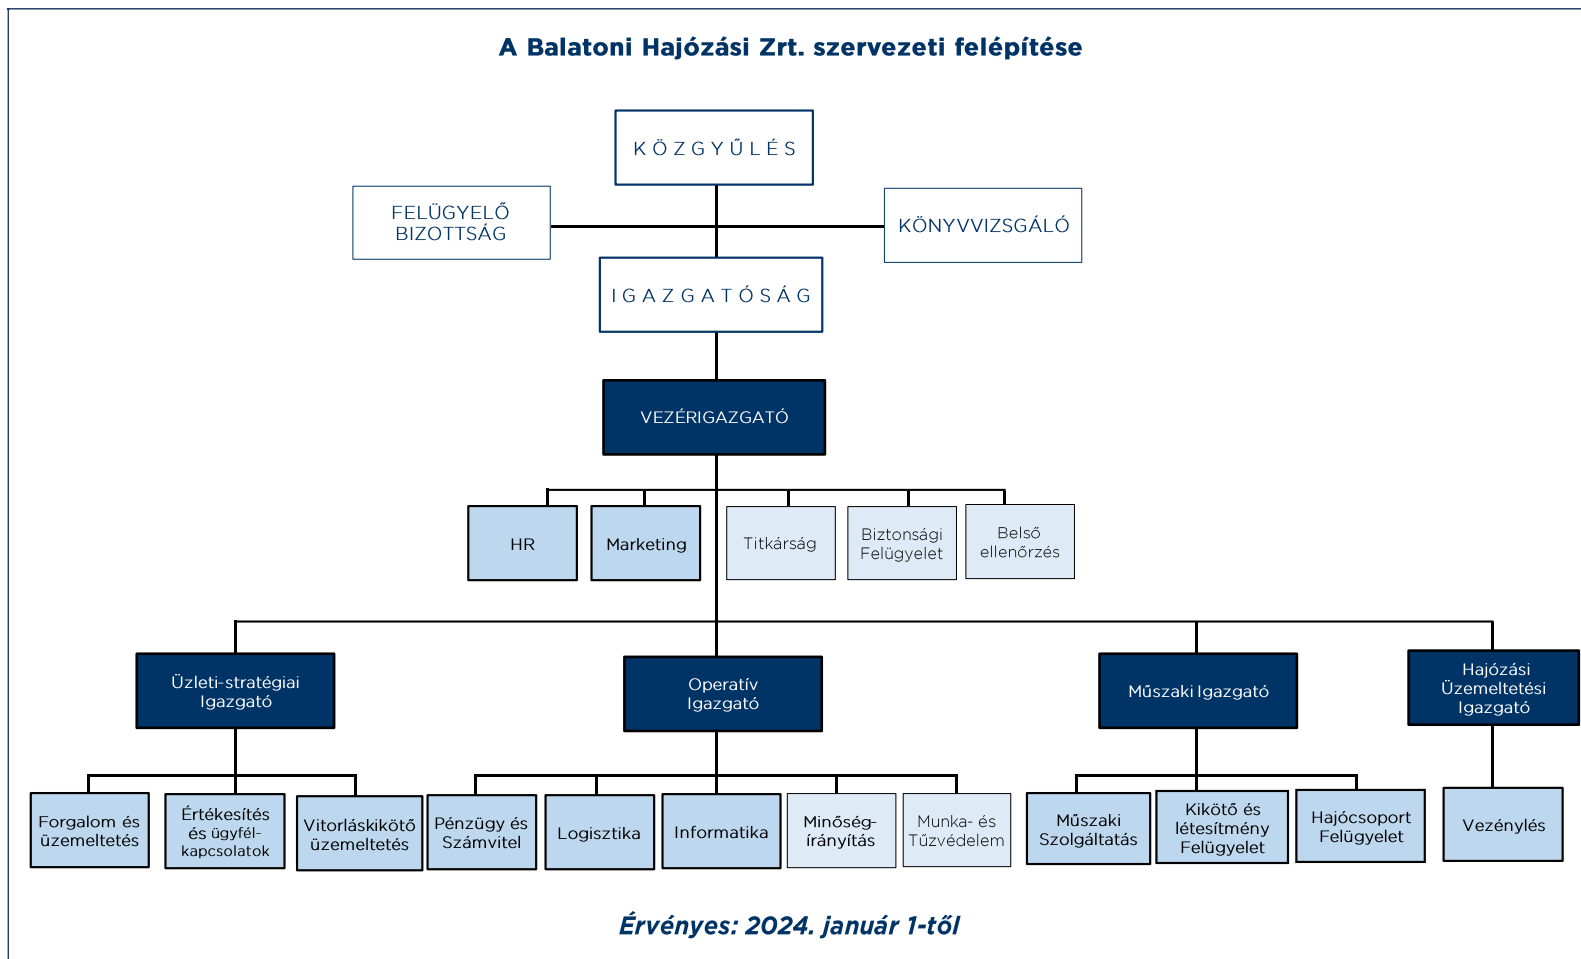 A Balatoni Hajózási Zrt. szervezeti felépítése
KÖZGYŰLÉS
FELÜGYELŐ
BIZOTTSÁG
KÖNYVVIZSGÁLÓ
IGAZGATÓSÁG
VEZÉRIGAZGATÓ
HR
Marketing
Titkárság
Biztonsági
Felügyelet
Belső
ellenőrzés
Üzleti-stratégiai
Igazgató
Operatív
Igazgató
Műszaki Igazgató
Hajózási
Üzemeltetési
Igazgató
Forgalom és
üzemeltetés
Értékesítés
és ügyfél-
kapcsolatok
Vitorláskikötő
üzemeltetés
Pénzügy és
Számvitel
Logisztika
Informatika
Minőség-
írányítás
Munka- és
Tűzvédelem
Műszaki
Szolgáltatás
Kikötő és
létesítmény
Felügyelet
Hajócsoport
Felügyelet
Vezénylés
Érvényes: 2024. január 1-től